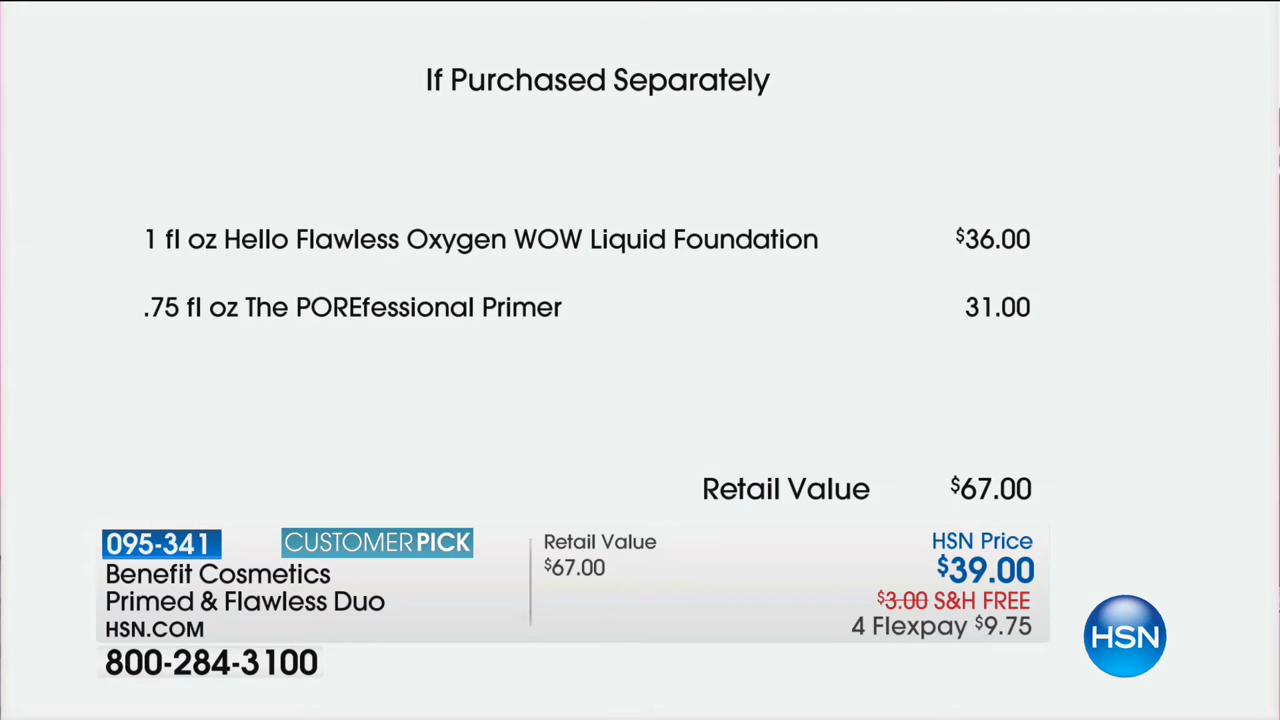 If Purchased Separately
1 fl oz Hello Flawless Oxygen WOW Liquid Foundation $36.00
.75 fl oz The POREfessional Primer 31.00
Retail Value $67.00
095-341 CUSTOMERPICK
Benefit Cosmetics
Primed & Flawless Duo
HSN.COM
800-284-3100
Retail Value
$67.00
HSN Price
$39.00
$3.00 S&H FREE
4 Flexpay $9.75
HSN